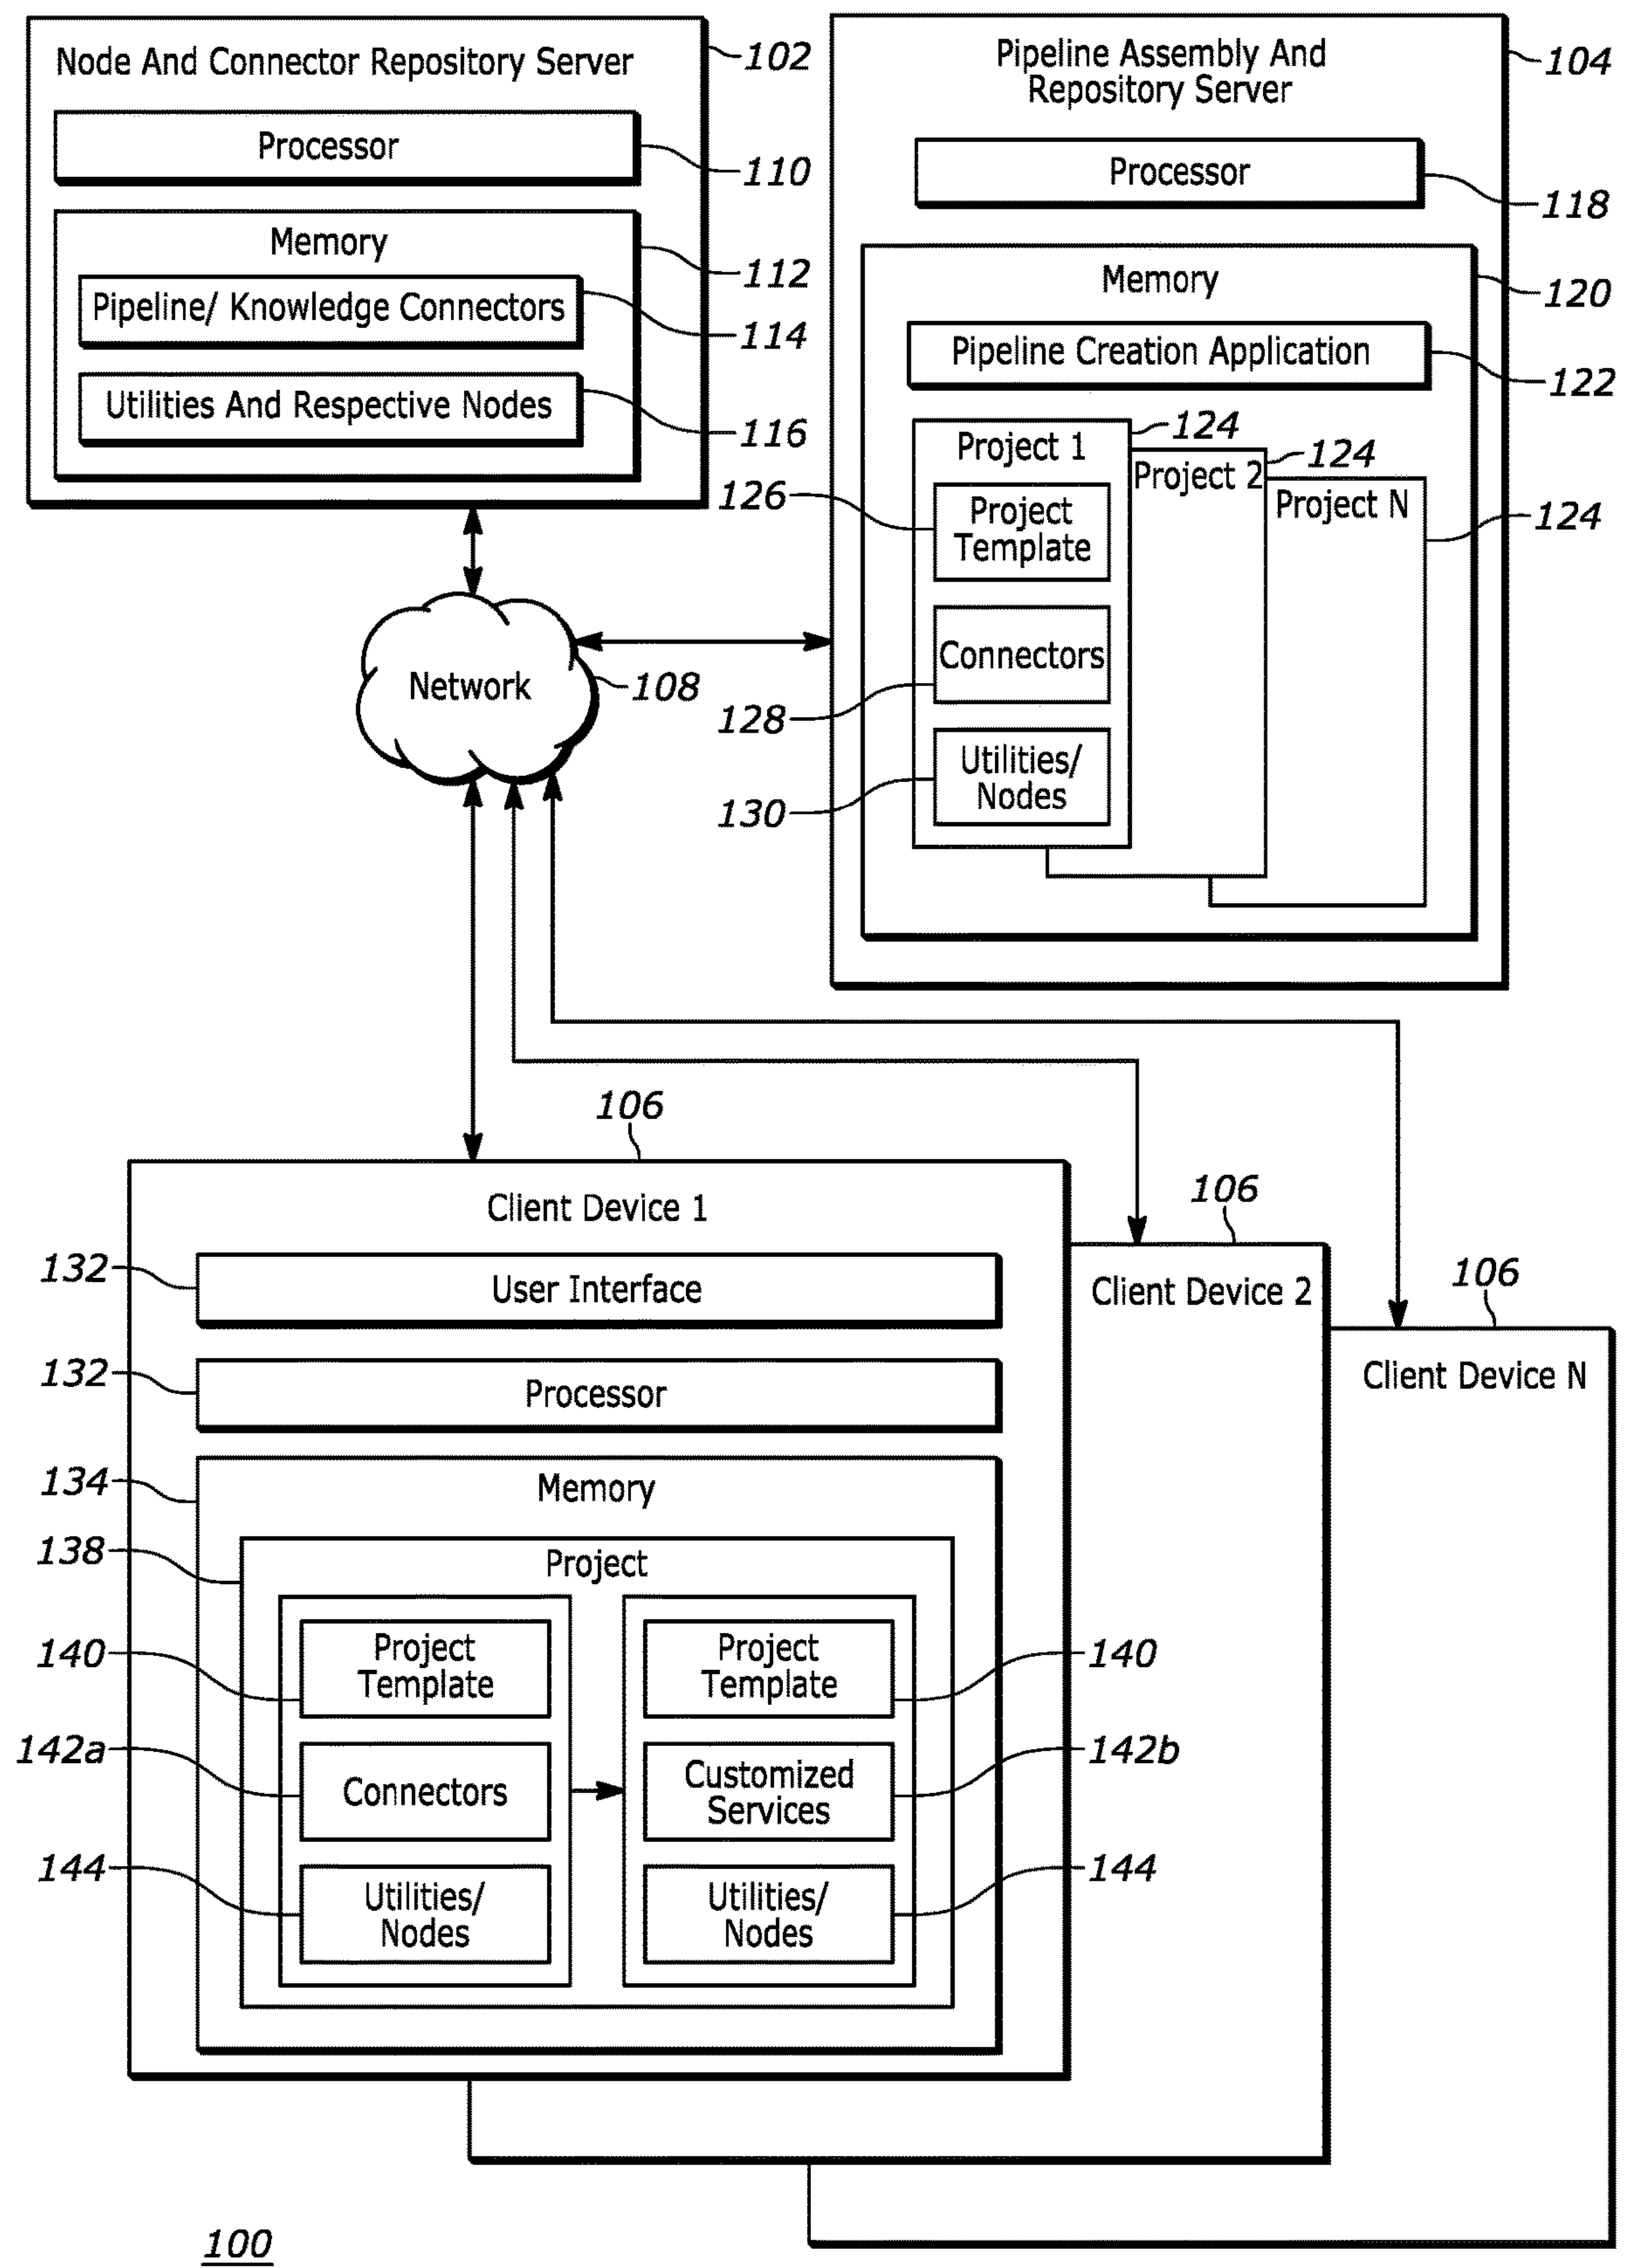 Node And Connector Repository Server
102
Processor
110
Memory
112
Pipeline/ Knowledge Connectors
114
Utilities And Respective Nodes
116
Pipeline Assembly And
Repository Server
104
Processor
118
Memory
120
Pipeline Creation Application
122
Project 1
124
Project 2
124
Project N
124
126
Project
Template
Connectors
128
Utilities/
Nodes
130
Network
108
106
Client Device 1
132
User Interface
132
Processor
134
Memory
138
Project
140
Project
Template
142a
Connectors
144
Utilities/
Nodes
Project
Template
140
Customized
Services
142b
Utilities/
Nodes
144
106
Client Device 2
106
Client Device N
100